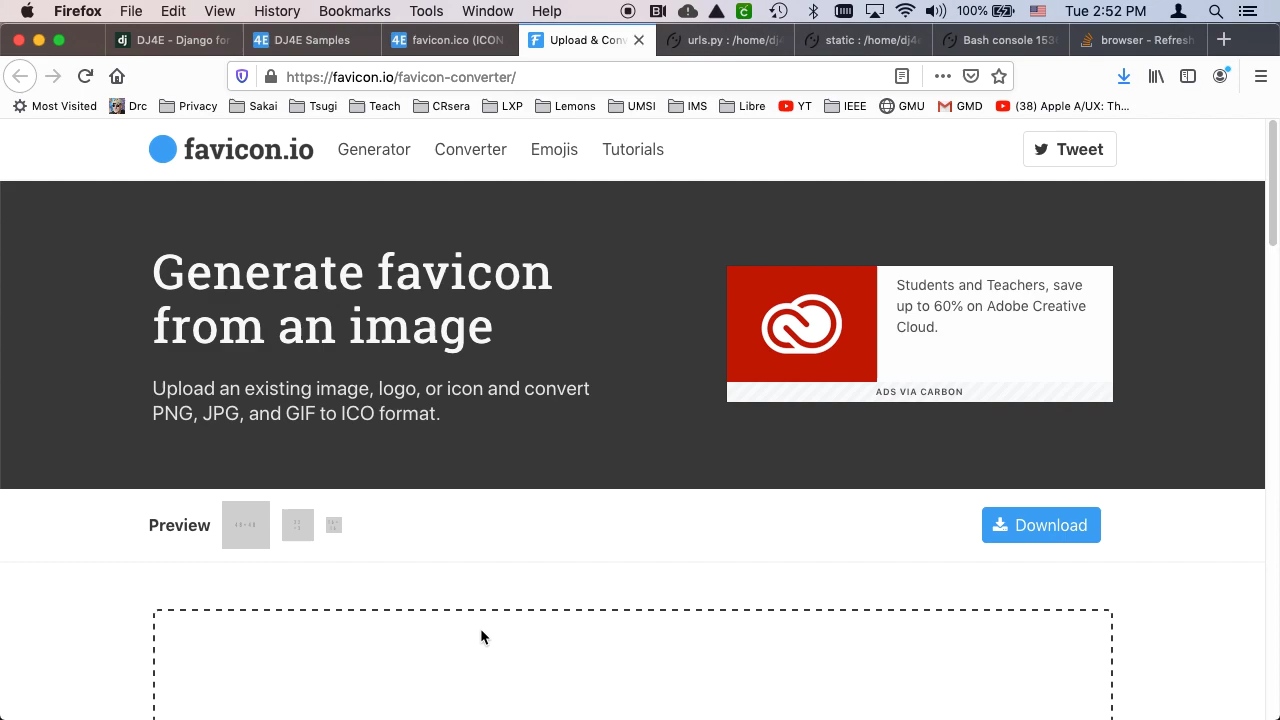 Firefox File Edit View History Bookmarks Tools Window Help 100% Tue 2:52 PM
DJ4E - Django for DJ4E Samples favicon.ico (ICON Upload & Conv urls.py : /home/dj4 static : /home/dj4e Bash console 153 browser - Refresh
https://favicon.io/favicon-converter/
Most Visited Drc Privacy Sakai Tsugi Teach CRsera LXP Lemons UMSI IMS Libre YT IEEE GMU GMD (38) Apple A/UX: Th...
favicon.io Generator Converter Emojis Tutorials Tweet
Generate favicon
from an image
Upload an existing image, logo, or icon and convert
PNG, JPG, and GIF to ICO format.
Students and Teachers, save
up to 60% on Adobe Creative
Cloud.
ADS VIA CARBON
Preview Download